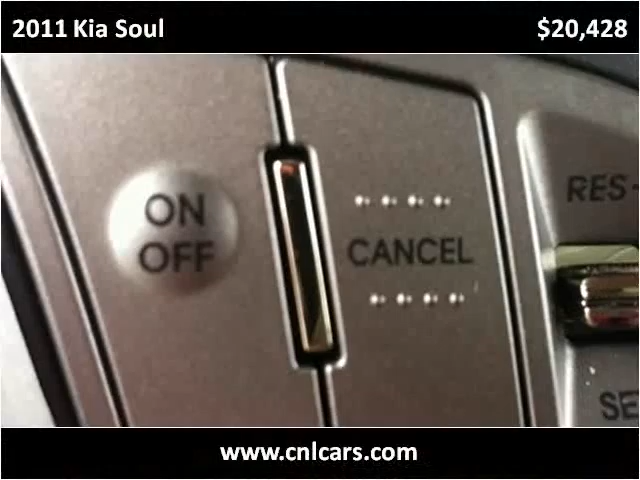 2011 Kia Soul
$20,428
ON
OFF
CANCEL
RES
www.cnlcars.com